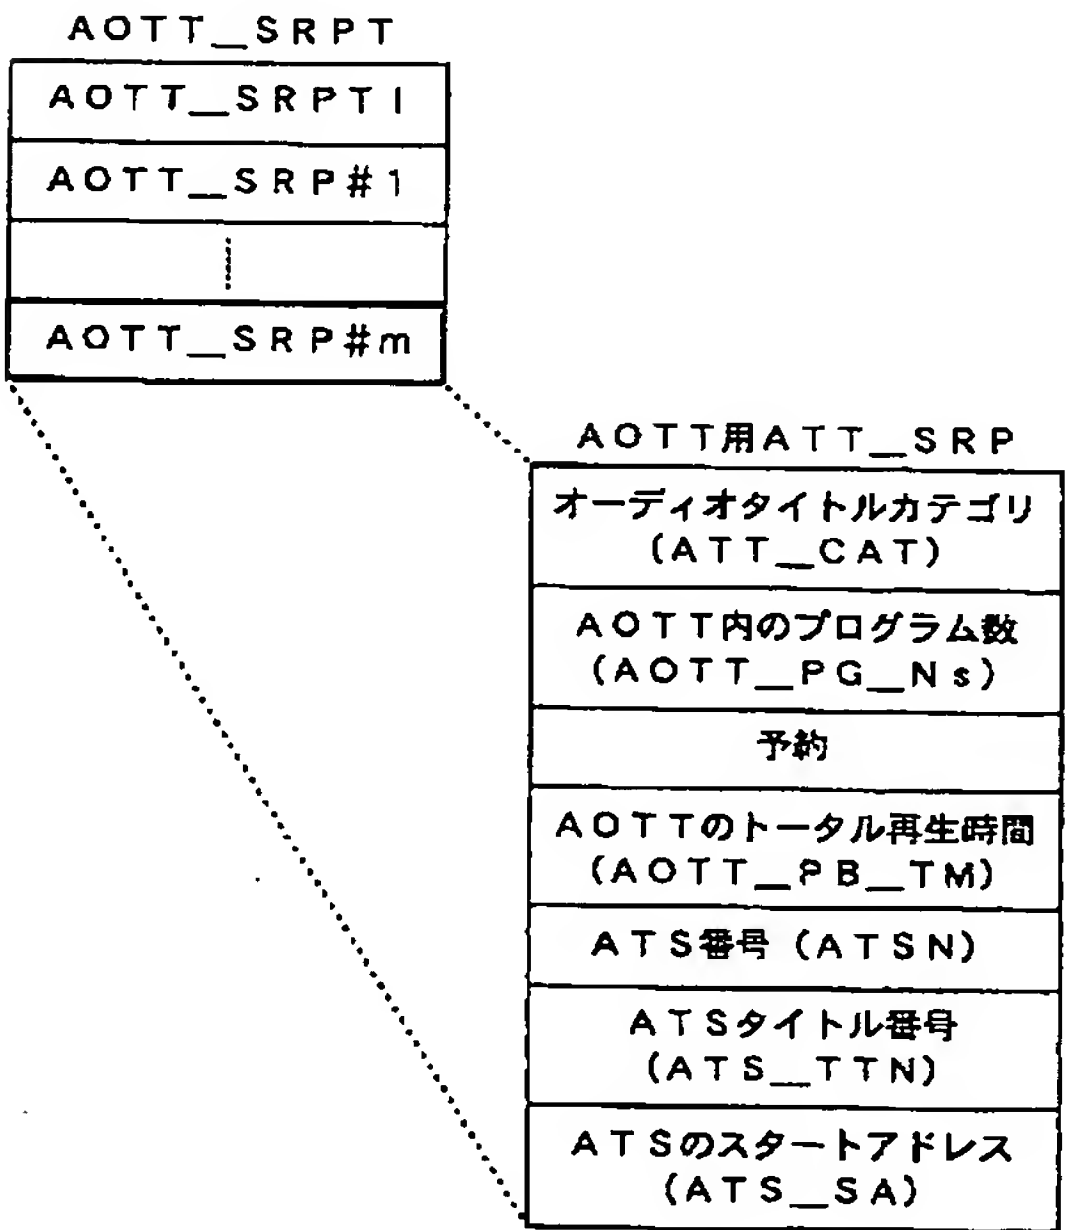 AOTT_SRPT
AOTT_SRPTI
AOTT_SRP#1
AOTT_SRP#m
AOTT用ATT_SRP
オーディオタイトルカテゴリ
(ATT_CAT)
AOTT内のプログラム数
(AOTT_PG_Ns)
予約
AOTTのトータル再生時間
(AOTT_PB_TM)
ATS番号(ATSN)
ATSタイトル番号
(ATS_TTN)
ATSのスタートアドレス
(ATS_SA)